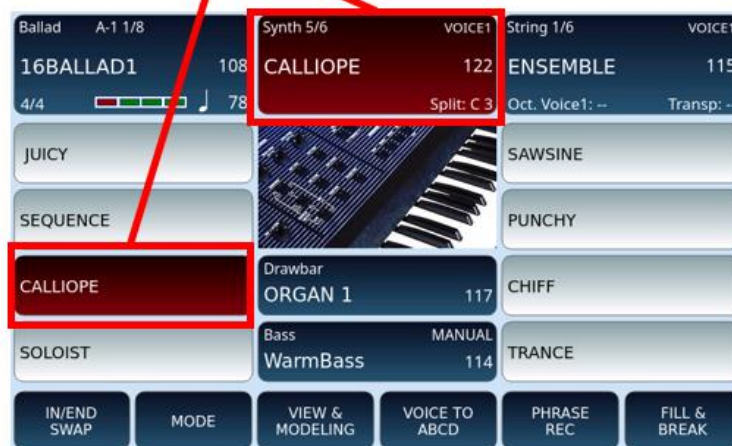 Ballad A-1 1/8
16BALLAD1 108
4/4 78
Synth 5/6 VOICE1
CALLIOPE 122
Split: C 3
String 1/6 VOICE1
ENSEMBLE 115
Oct. Voice1: -- Transp: --
JUICY
SAWSINE
SEQUENCE
PUNCHY
CALLIOPE
Drawbar
ORGAN 1 117
CHIFF
SOLOIST
Bass MANUAL
WarmBass 114
TRANCE
IN/END
SWAP
MODE
VIEW &
MODELING
VOICE TO
ABCD
PHRASE
REC
FILL &
BREAK